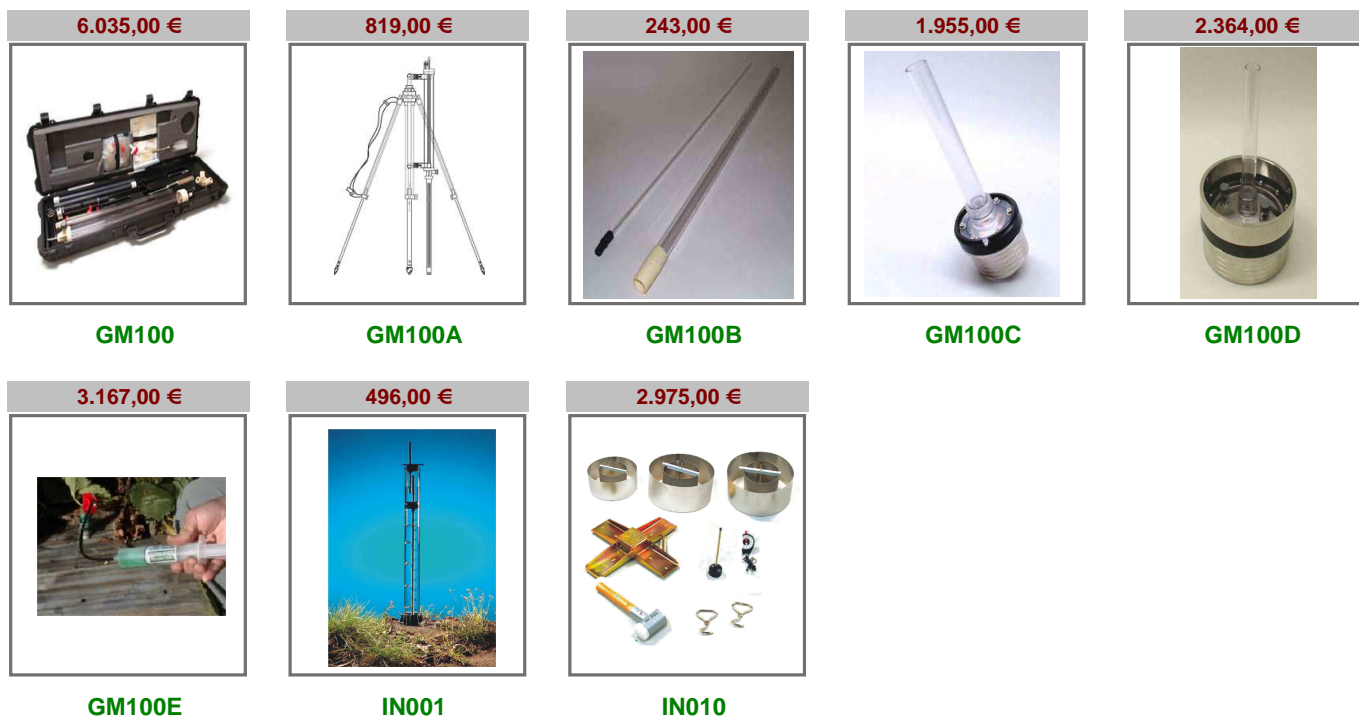 6.035,00 €
819,00 €
243,00 €
1.955,00 €
2.364,00 €
GM100
GM100A
GM100B
GM100C
GM100D
3.167,00 €
496,00 €
2.975,00 €
GM100E
IN001
IN010